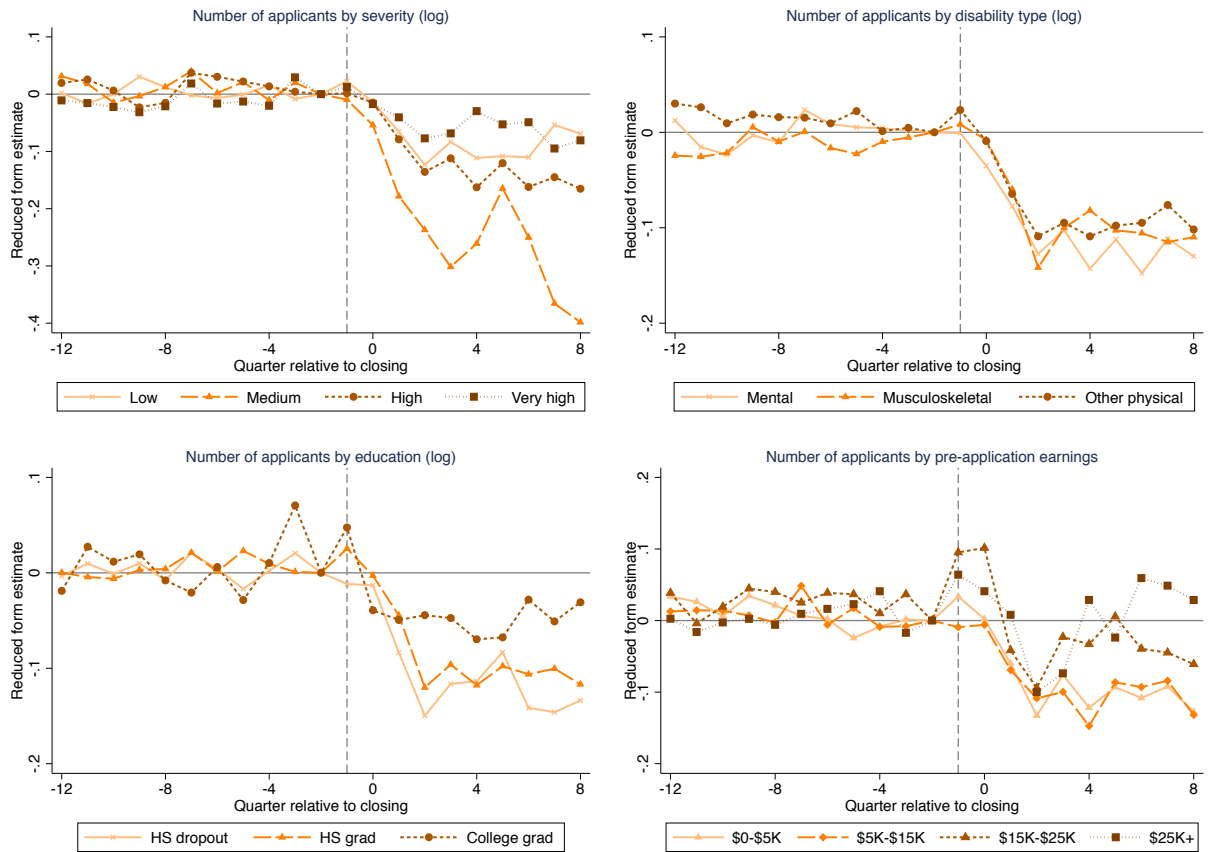 Number of applicants by severity (log)
Reduced form estimate
.1
0
-.1
-.2
-.3
-.4
-12 -8 -4 0 4 8
Quarter relative to closing
Low Medium High Very high
Number of applicants by disability type (log)
Reduced form estimate
.1
0
-.1
-.2
-12 -8 -4 0 4 8
Quarter relative to closing
Mental Musculoskeletal Other physical
Number of applicants by education (log)
Reduced form estimate
.1
0
-.1
-.2
-12 -8 -4 0 4 8
Quarter relative to closing
HS dropout HS grad College grad
Number of applicants by pre-application earnings
Reduced form estimate
0.2
0.1
0.0
-0.1
-0.2
-12 -8 -4 0 4 8
Quarter relative to closing
$0-$5K $5K-$15K $15K-$25K $25K+